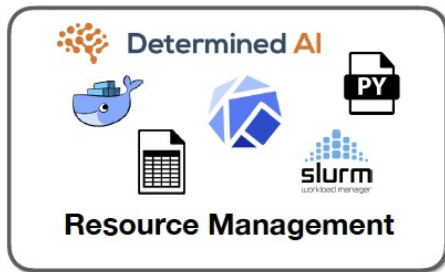 Determined AI
PY
slurm
workload manager
Resource Management